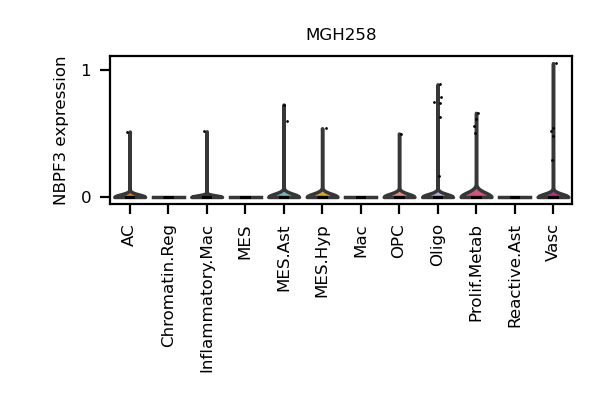 MGH258
NBPF3 expression
1
0
AC
Chromatin.Reg
Inflammatory.Mac
MES
MES.Ast
MES.Hyp
Mac
OPC
Oligo
Prolif.Metab
Reactive.Ast
Vasc